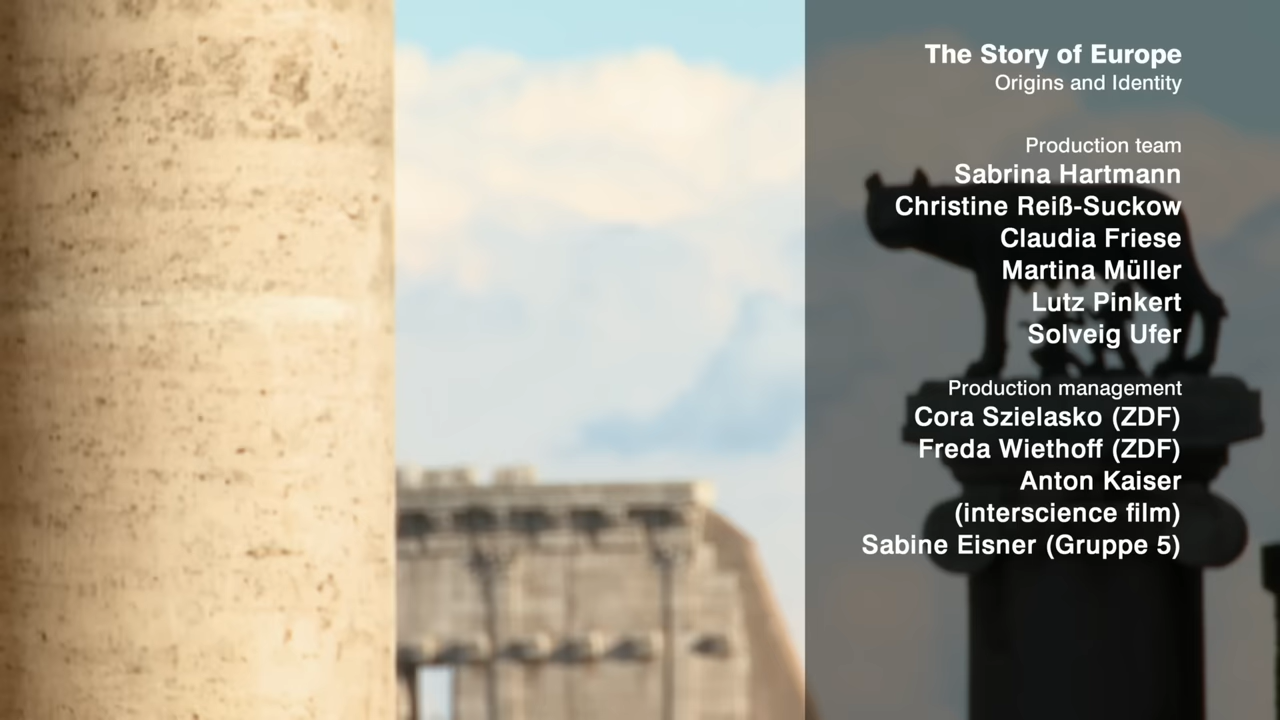 The Story of Europe
Origins and Identity
Production team
Sabrina Hartmann
Christine Reiß-Suckow
Claudia Friese
Martina Müller
Lutz Pinkert
Solveig Ufer
Production management
Cora Szielasko (ZDF)
Freda Wiethoff (ZDF)
Anton Kaiser
(interscience film)
Sabine Eisner (Gruppe 5)